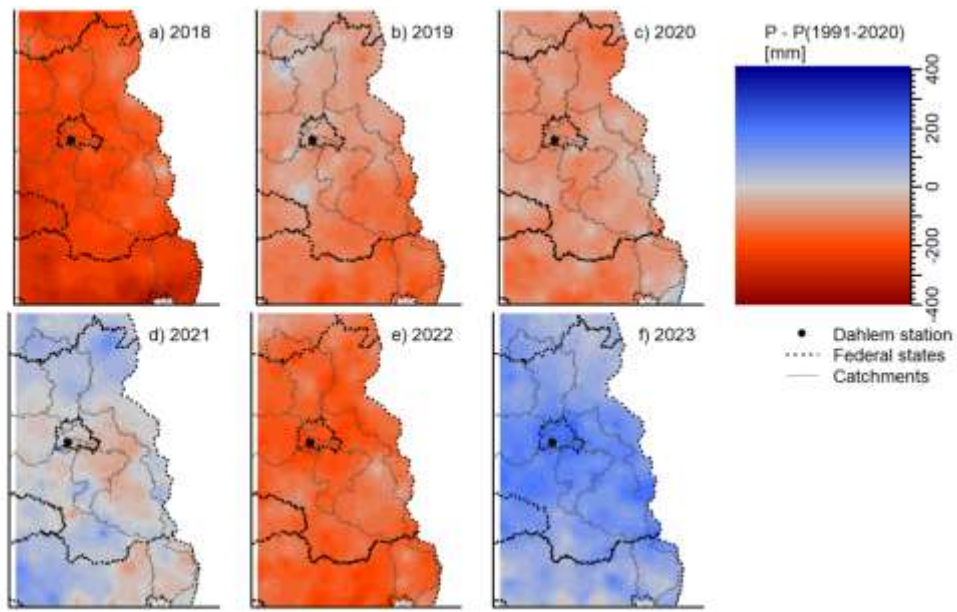 a) 2018
b) 2019
c) 2020
P - P(1991-2020)
[mm]
400
200
0
-200
-400
d) 2021
e) 2022
f) 2023
Dahlem station
Federal states
Catchments